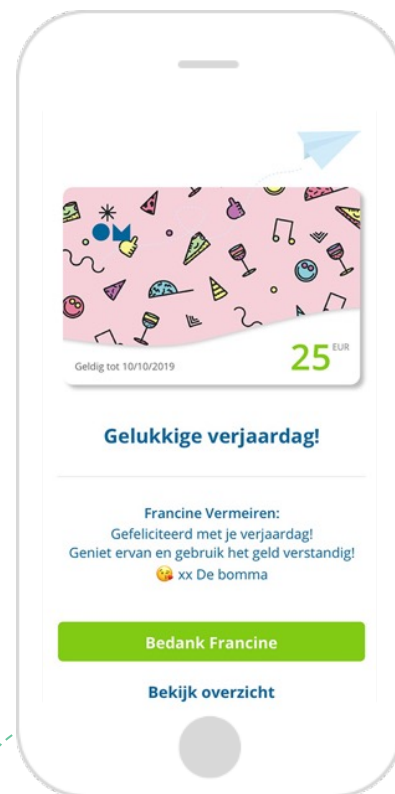 OM
Geldig tot 10/10/2019
25 EUR
Gelukkige verjaardag!
Francine Vermeiren:
Gefeliciteerd met je verjaardag!
Geniet ervan en gebruik het geld verstandig!
😘 xx De bomma
Bedank Francine
Bekijk overzicht